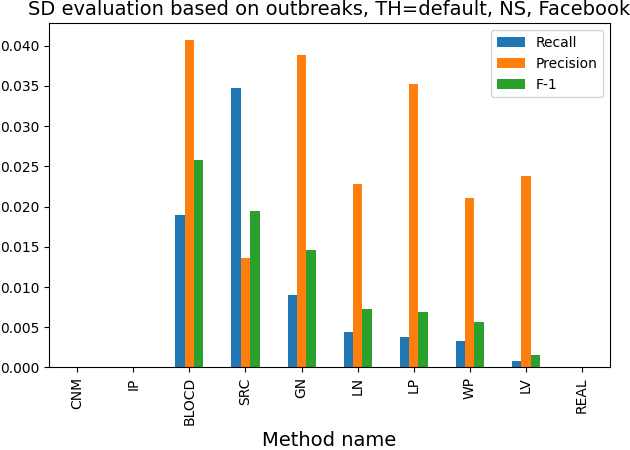 SD evaluation based on outbreaks, TH=default, NS, Facebook
Recall
Precision
F-1
0.040
0.035
0.030
0.025
0.020
0.015
0.010
0.005
0.000
CNM
IP
BLOCD
SRC
GN
LN
LP
WP
LV
REAL
Method name